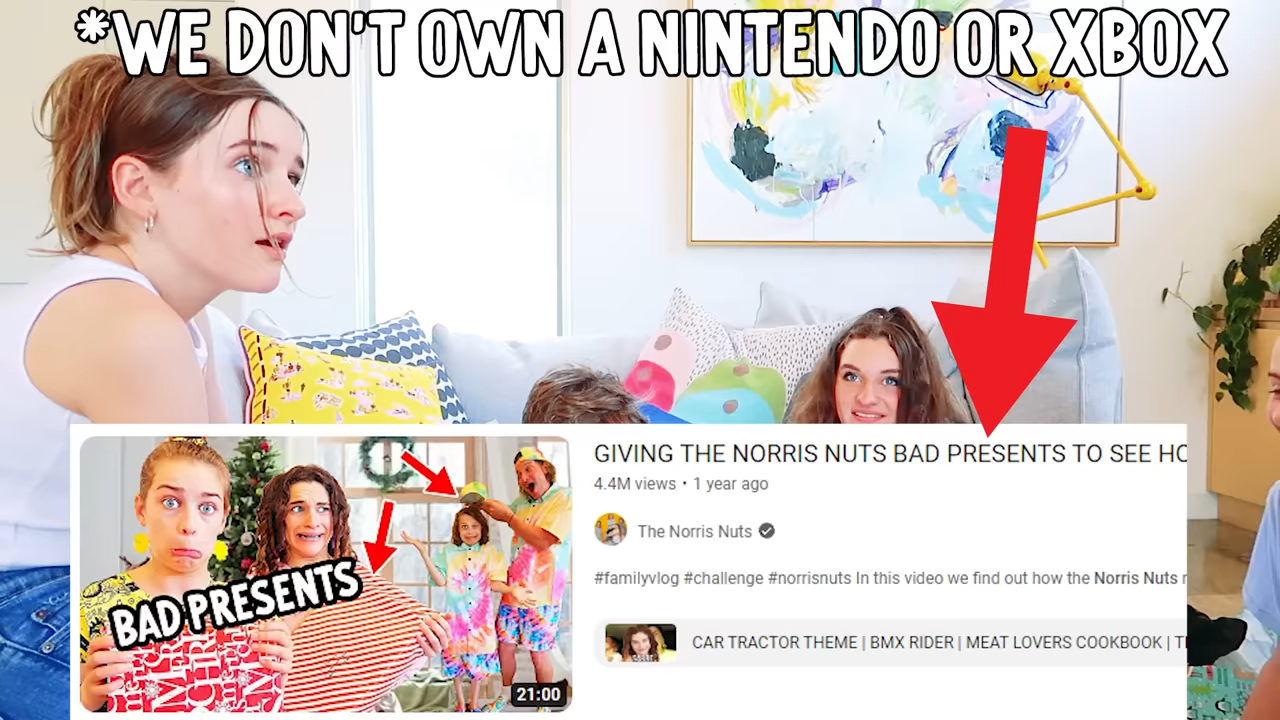 *WE DON'T OWN A NINTENDO OR XBOX
GIVING THE NORRIS NUTS BAD PRESENTS TO SEE HO
4.4M views • 1 year ago
The Norris Nuts
#familyvlog #challenge #norrisnuts In this video we find out how the Norris Nuts
BAD PRESENTS
CAR TRACTOR THEME | BMX RIDER | MEAT LOVERS COOKBOOK |
21:00